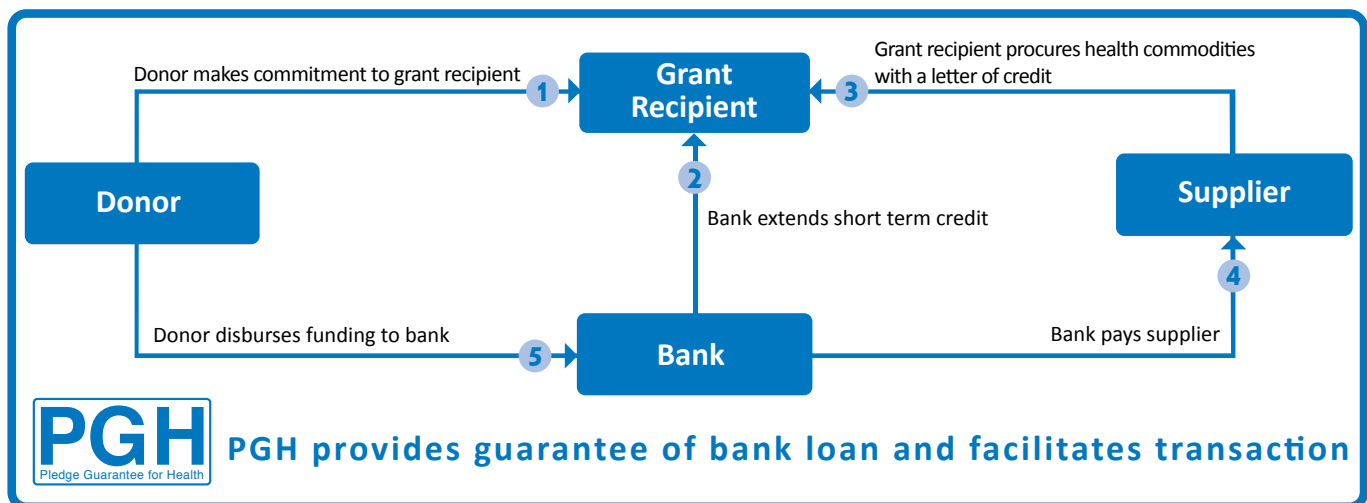 Donor makes commitment to grant recipient
1
Grant
Recipient
3
Grant recipient procures health commodities
with a letter of credit
Donor
2
Bank extends short term credit
Supplier
4
Donor disburses funding to bank
5
Bank
Bank pays supplier
PGH
Pledge Guarantee for Health
PGH provides guarantee of bank loan and facilitates transaction